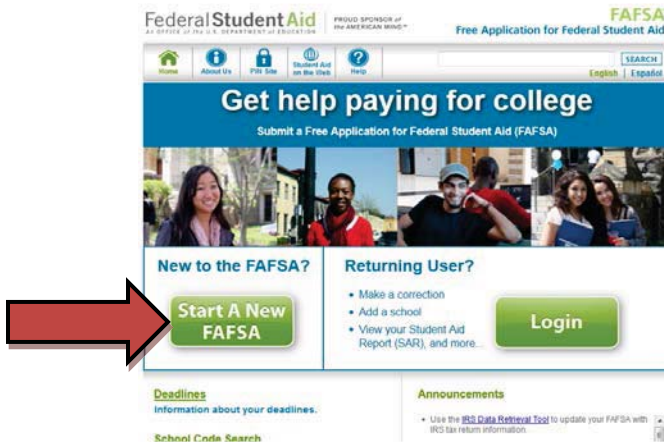 Federal Student Aid
An OFFICE of the U.S. DEPARTMENT of EDUCATION
PROUD SPONSOR of
the AMERICAN MIND™
FAFSA
Free Application for Federal Student Aid
Home
About Us
PIN Site
Student Aid
on the Web
Help
SEARCH
English | Español
Get help paying for college
Submit a Free Application for Federal Student Aid (FAFSA)
New to the FAFSA?
Start A New
FAFSA
Returning User?
• Make a correction
• Add a school
• View your Student Aid
Report (SAR), and more...
Login
Deadlines
Information about your deadlines.
School Code Search
Announcements
• Use the IRS Data Retrieval Tool to update your FAFSA with
IRS tax return information.